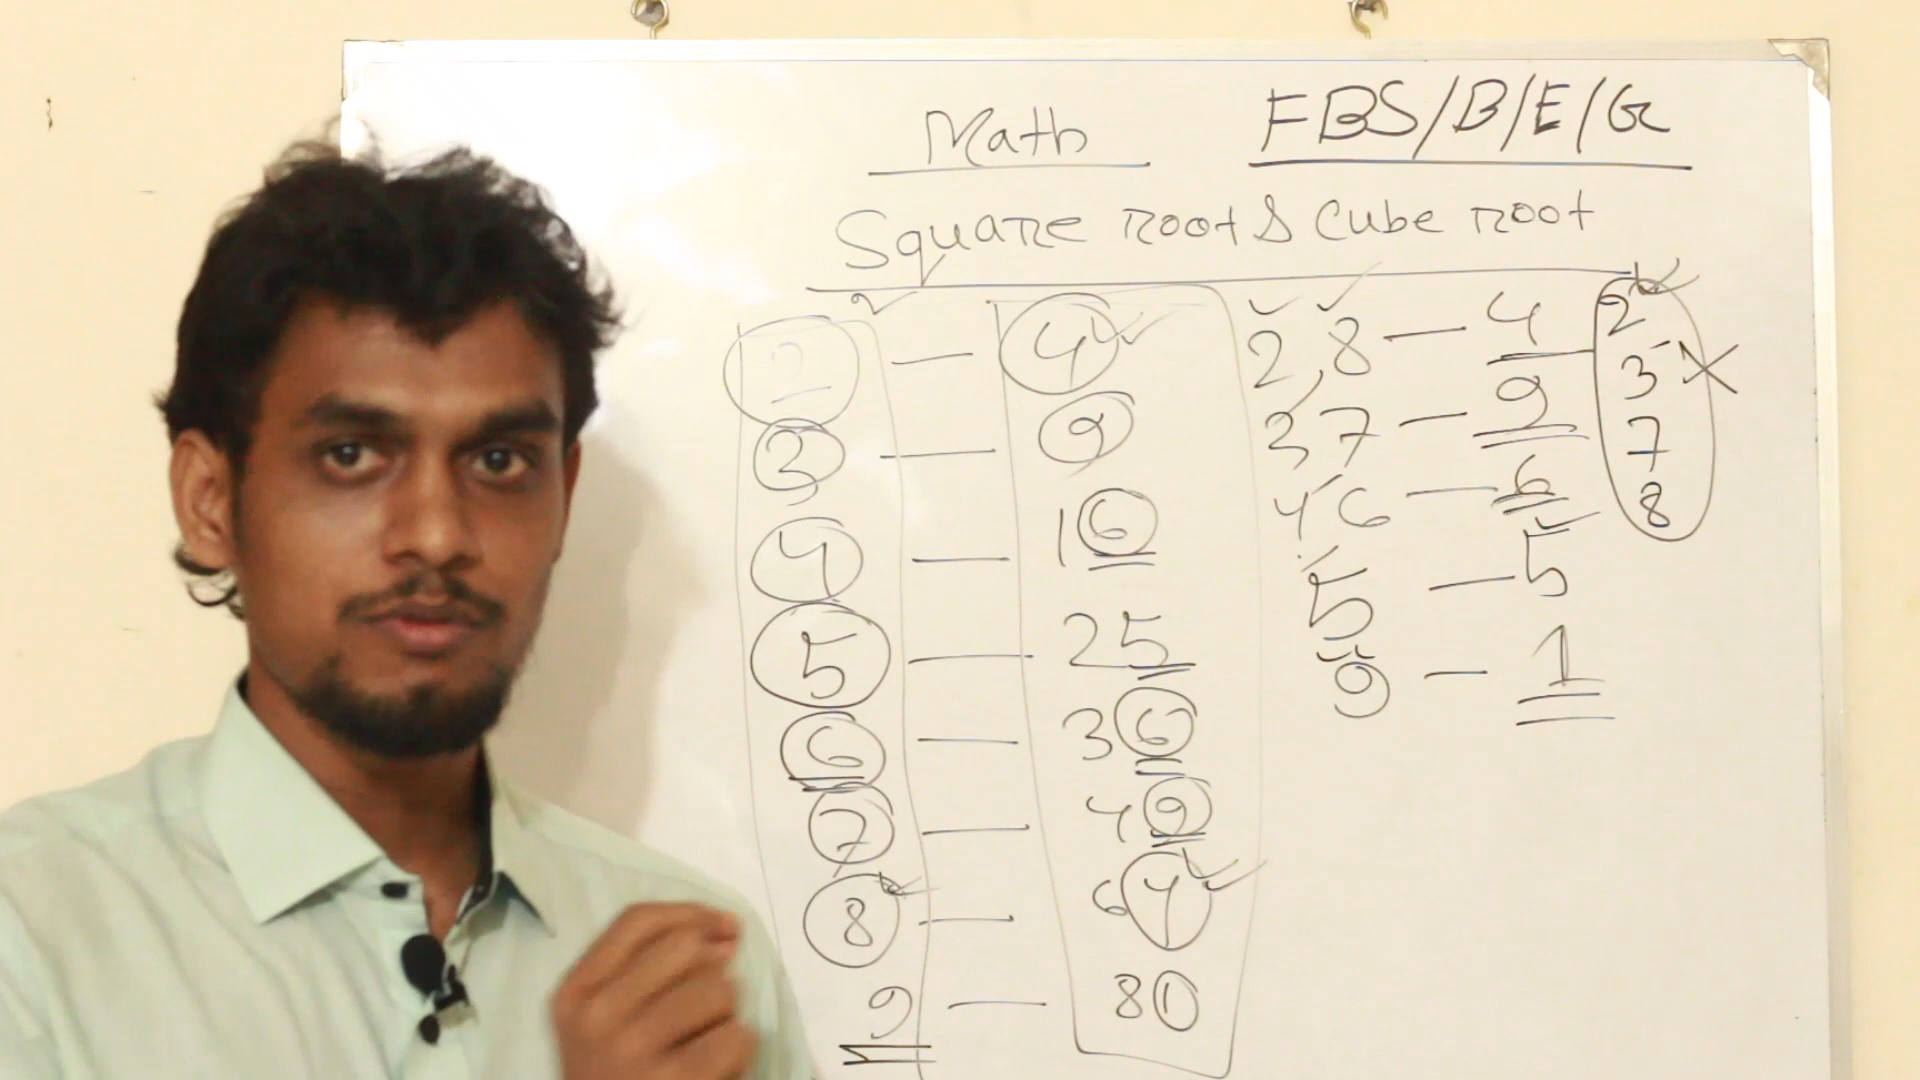 Math FBS/B/E/G
Square root & Cube root
2 — 4 2,8 — 4 2
3 — 9 3,7 — 9 3
4 — 16 4 6 — 6 7
5 — 25 5 — 5 8
6 — 36 9 — 1
7 — 49
8 — 64
9 — 81